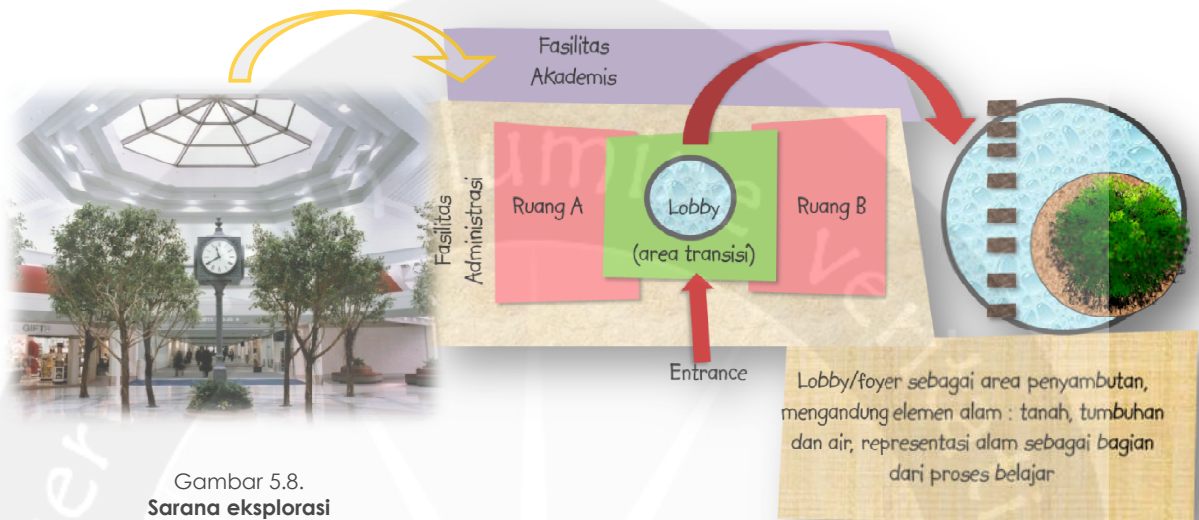 Fasilitas
Akademis
Fasilitas
Administrasi
Ruang A
Lobby
(area transisi)
Ruang B
Entrance
GIFT
Lobby/foyer sebagai area penyambutan,
mengandung elemen alam : tanah, tumbuhan
dan air, representasi alam sebagai bagian
dari proses belajar
Gambar 5.8.
Sarana eksplorasi